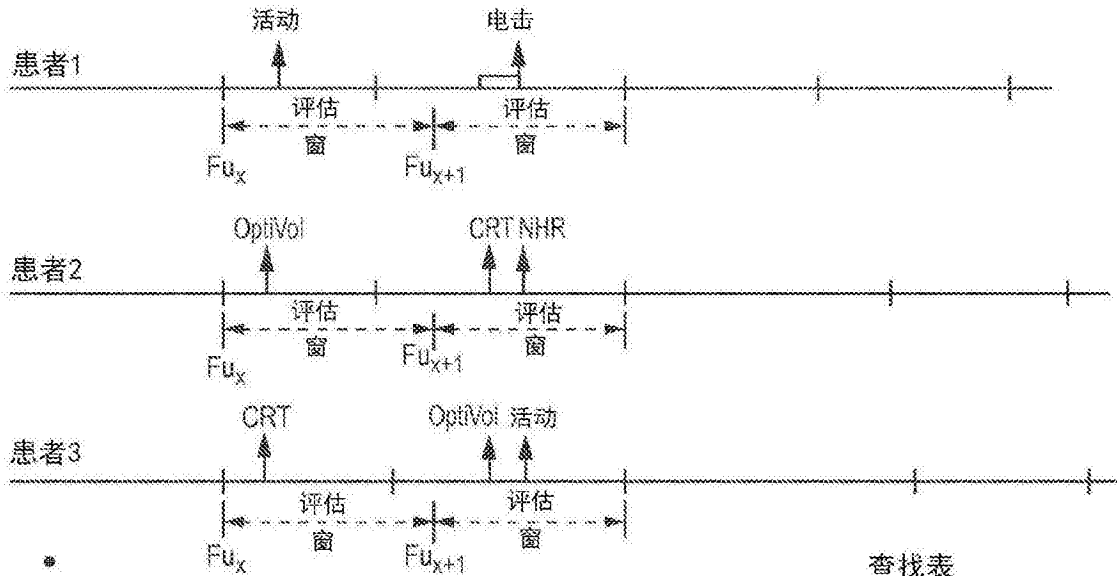 活动 电击
患者1
评估 评估
窗 窗
Fux Fux+1
OptiVol CRT NHR
患者2
评估 评估
窗 窗
Fux Fux+1
CRT OptiVol 活动
患者3
评估 评估
窗 窗
Fux Fux+1
查找表